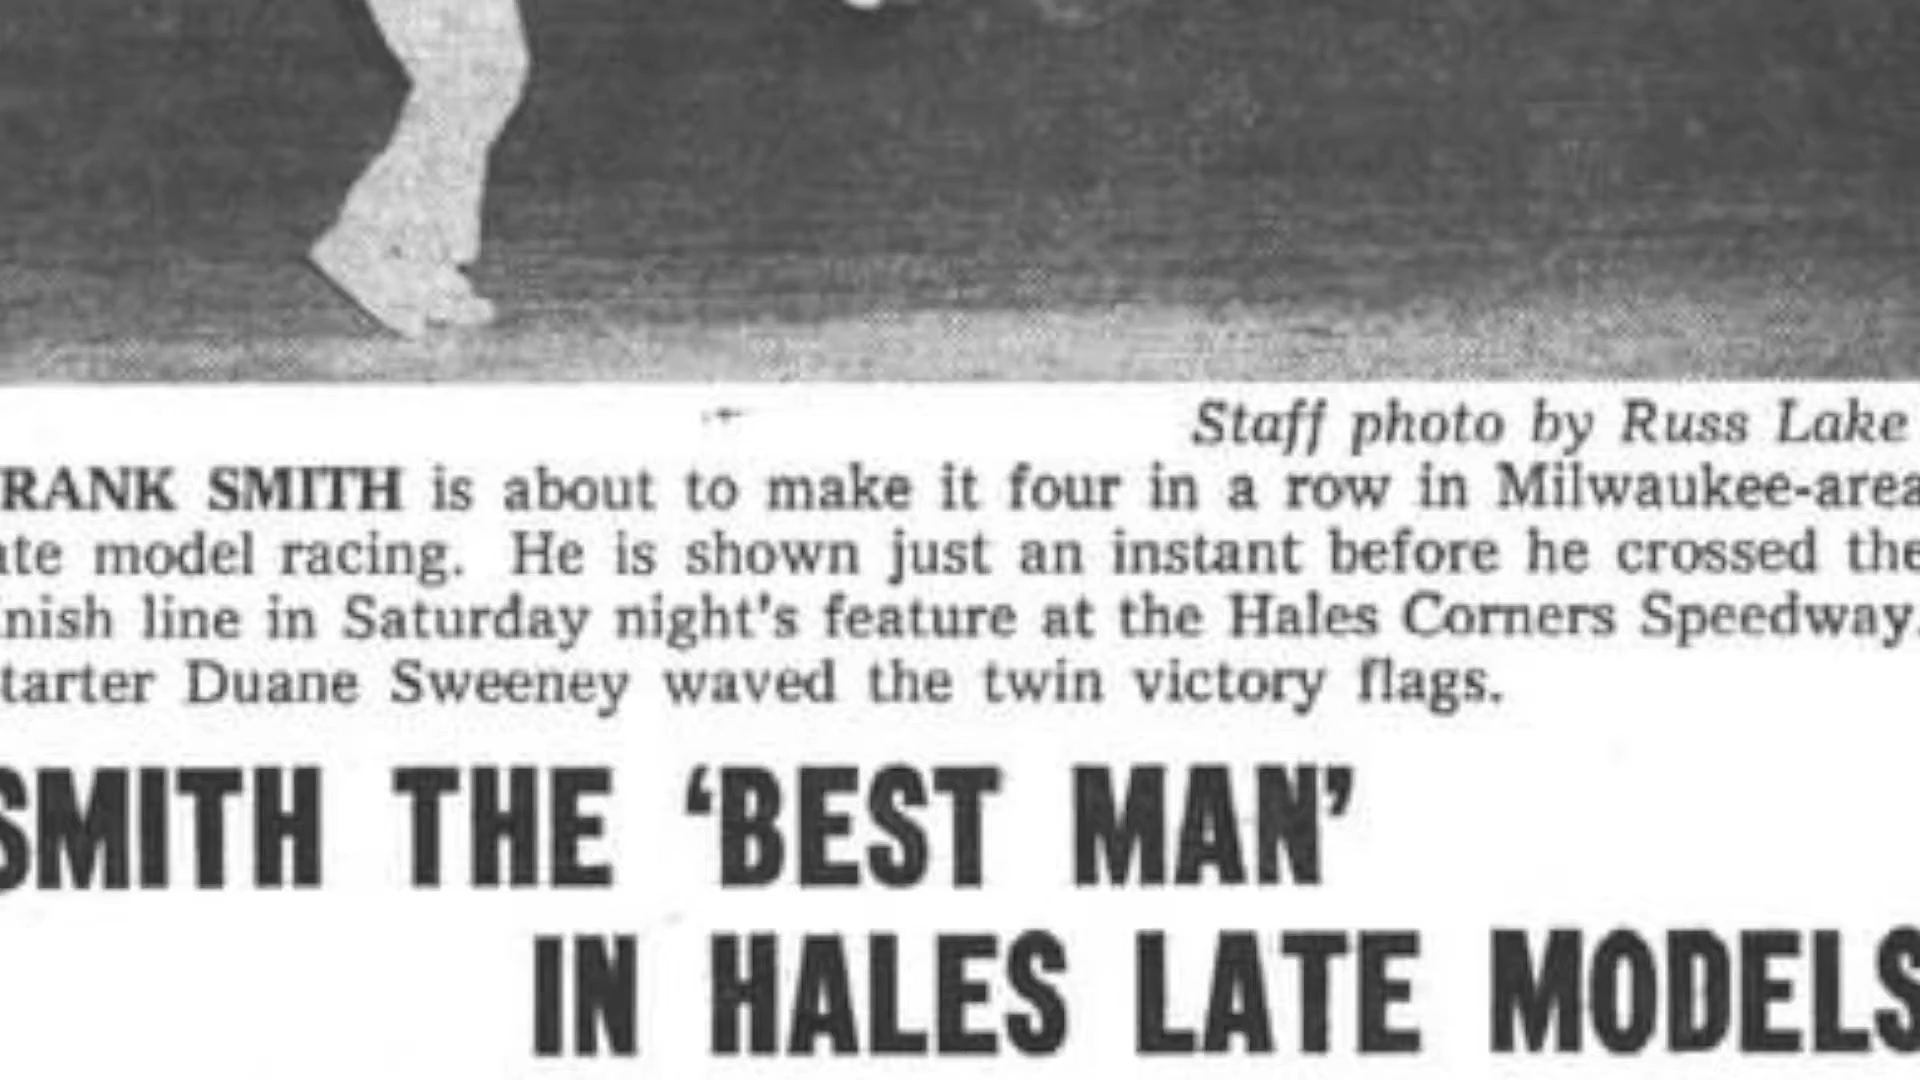 Staff photo by Russ Lake
RANK SMITH is about to make it four in a row in Milwaukee-area
ate model racing. He is shown just an instant before he crossed the
nish line in Saturday night's feature at the Hales Corners Speedway.
tarter Duane Sweeney waved the twin victory flags.
SMITH THE ‘BEST MAN’
IN HALES LATE MODELS